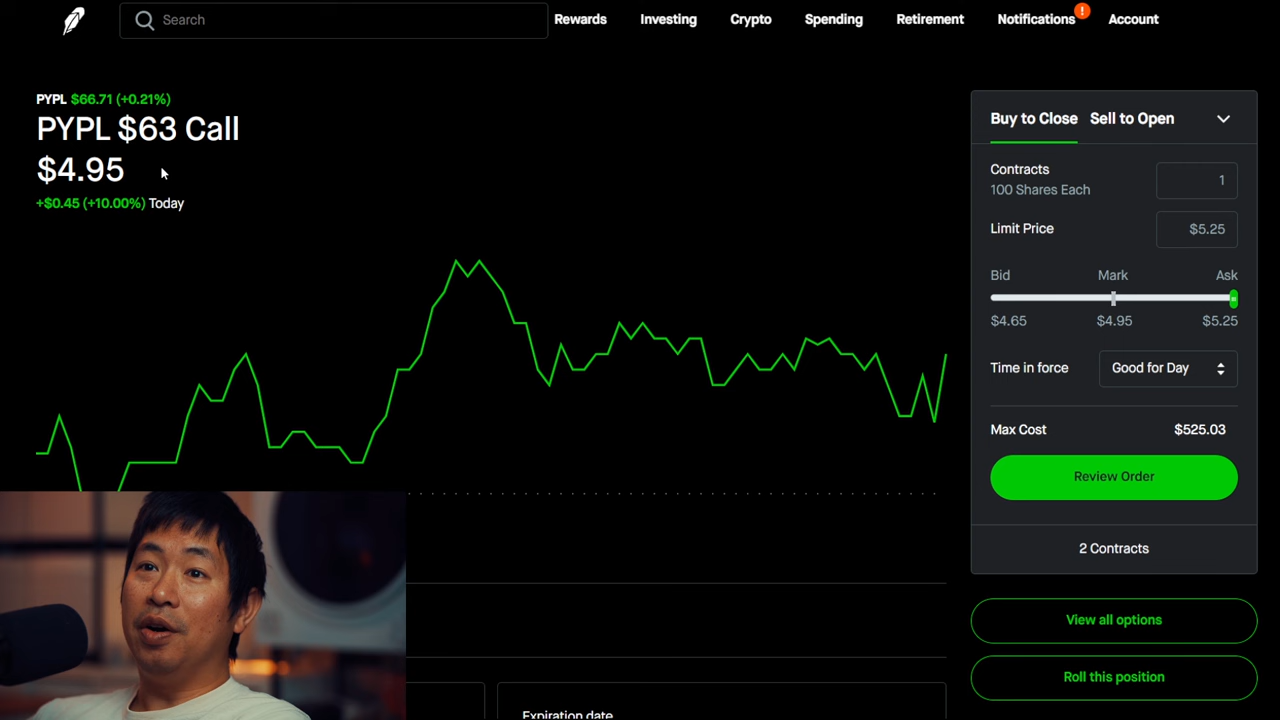 Search
Rewards
Investing
Crypto
Spending
Retirement
Notifications
!
Account
PYPL $66.71 (+0.21%)
PYPL $63 Call
$4.95
+$0.45 (+10.00%) Today
Buy to Close Sell to Open
Contracts
100 Shares Each
1
Limit Price
$5.25
Bid Mark Ask
$4.65 $4.95 $5.25
Time in force
Good for Day
Max Cost $525.03
Review Order
2 Contracts
View all options
Roll this position
Expiration date